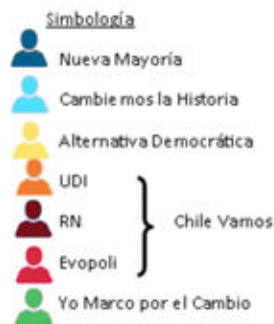 Simbología
Nueva Mayoría
Cambiemos la Historia
Alternativa Democrática
UDI
RN
Chile Vamos
Evopoli
Yo Marco por el Cambio